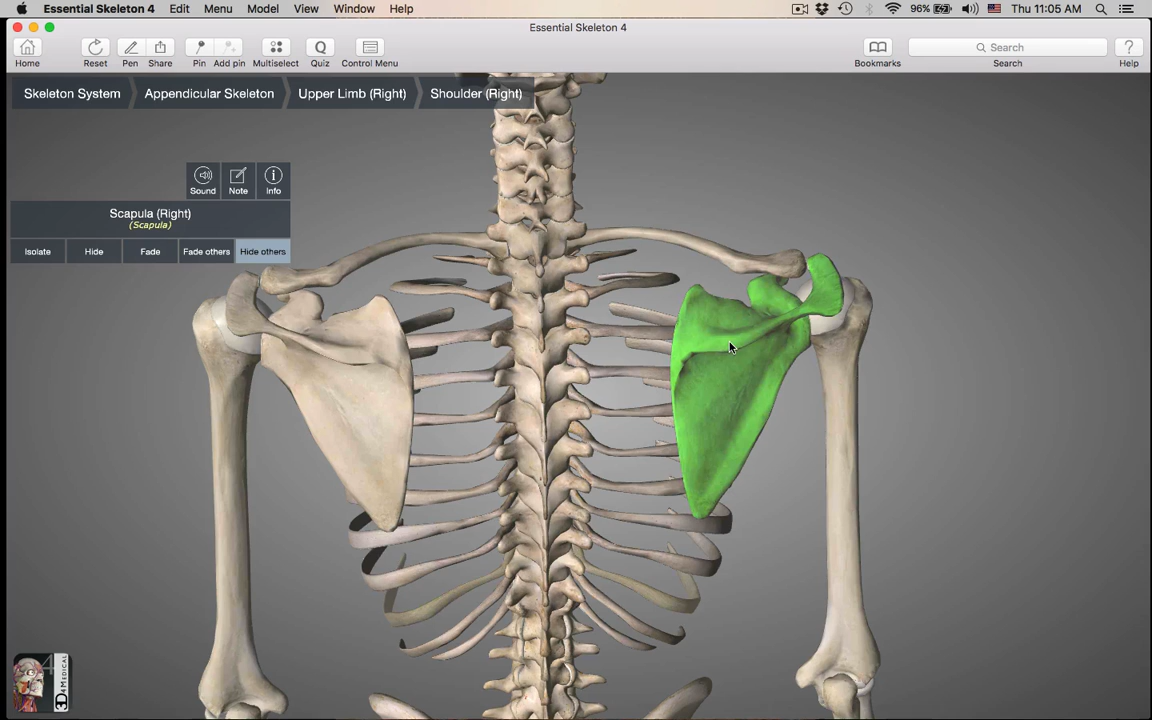 Essential Skeleton 4 Edit Menu Model View Window Help 96% Thu 11:05 AM
Essential Skeleton 4
Home Reset Pen Share Pin Add pin Multiselect Q Quiz Control Menu Bookmarks Search Search ? Help
Skeleton System Appendicular Skeleton Upper Limb (Right) Shoulder (Right)
Sound Note Info
Scapula (Right)
(Scapula)
Isolate Hide Fade Fade others Hide others
4
3D4MEDICAL